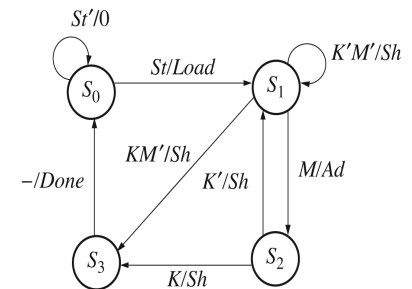 St′/0
S₀
St/Load
S₁
K′M′/Sh
KM′/Sh
K′/Sh
M/Ad
–/Done
S₃
K/Sh
S₂